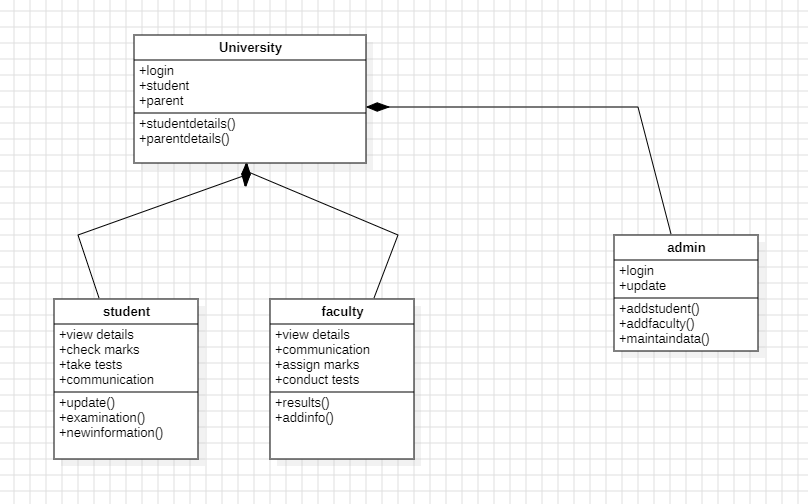 University
+login
+student
+parent
+studentdetails()
+parentdetails()
admin
+login
+update
+addstudent()
+addfaculty()
+maintaindata()
student
+view details
+check marks
+take tests
+communication
+update()
+examination()
+newinformation()
faculty
+view details
+communication
+assign marks
+conduct tests
+results()
+addinfo()